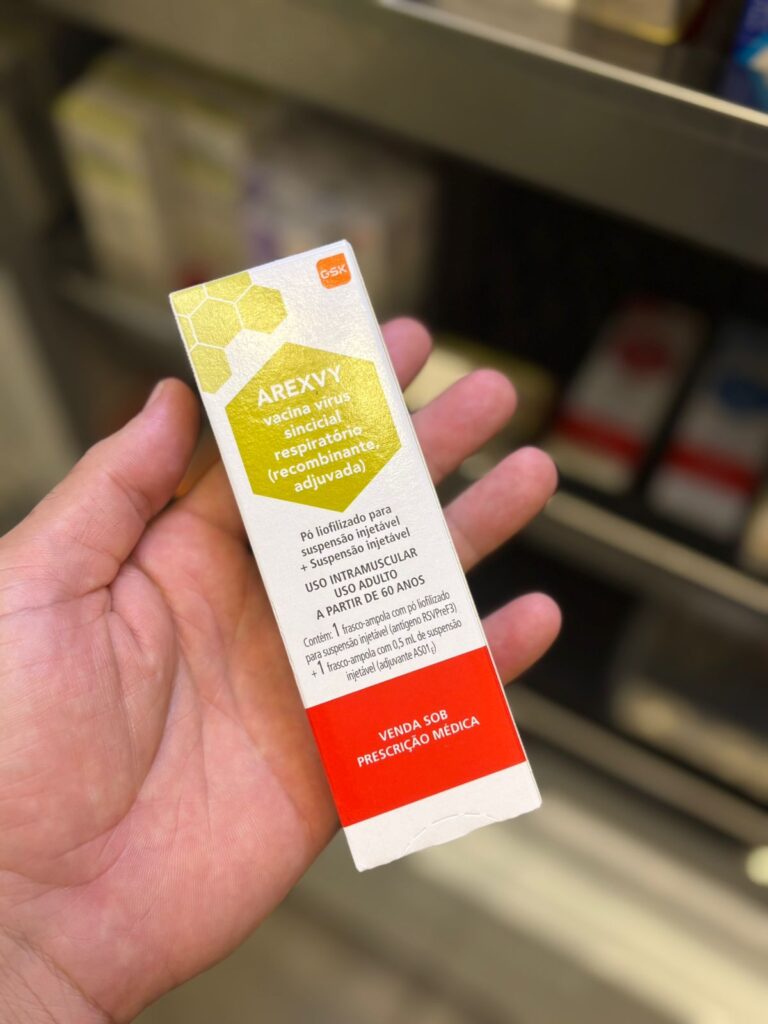 GSK
AREXVY
vacina vírus
sincicial
respiratório
(recombinante,
adjuvada)
Pó liofilizado para
suspensão injetável
+ Suspensão injetável
USO INTRAMUSCULAR
USO ADULTO
A PARTIR DE 60 ANOS
Contém: 1 frasco-ampola com pó liofilizado
para suspensão injetável (antígeno RSVPreF3)
+ 1 frasco-ampola com 0,5 mL de suspensão
injetável (adjuvante AS01E)
VENDA SOB
PRESCRIÇÃO MÉDICA